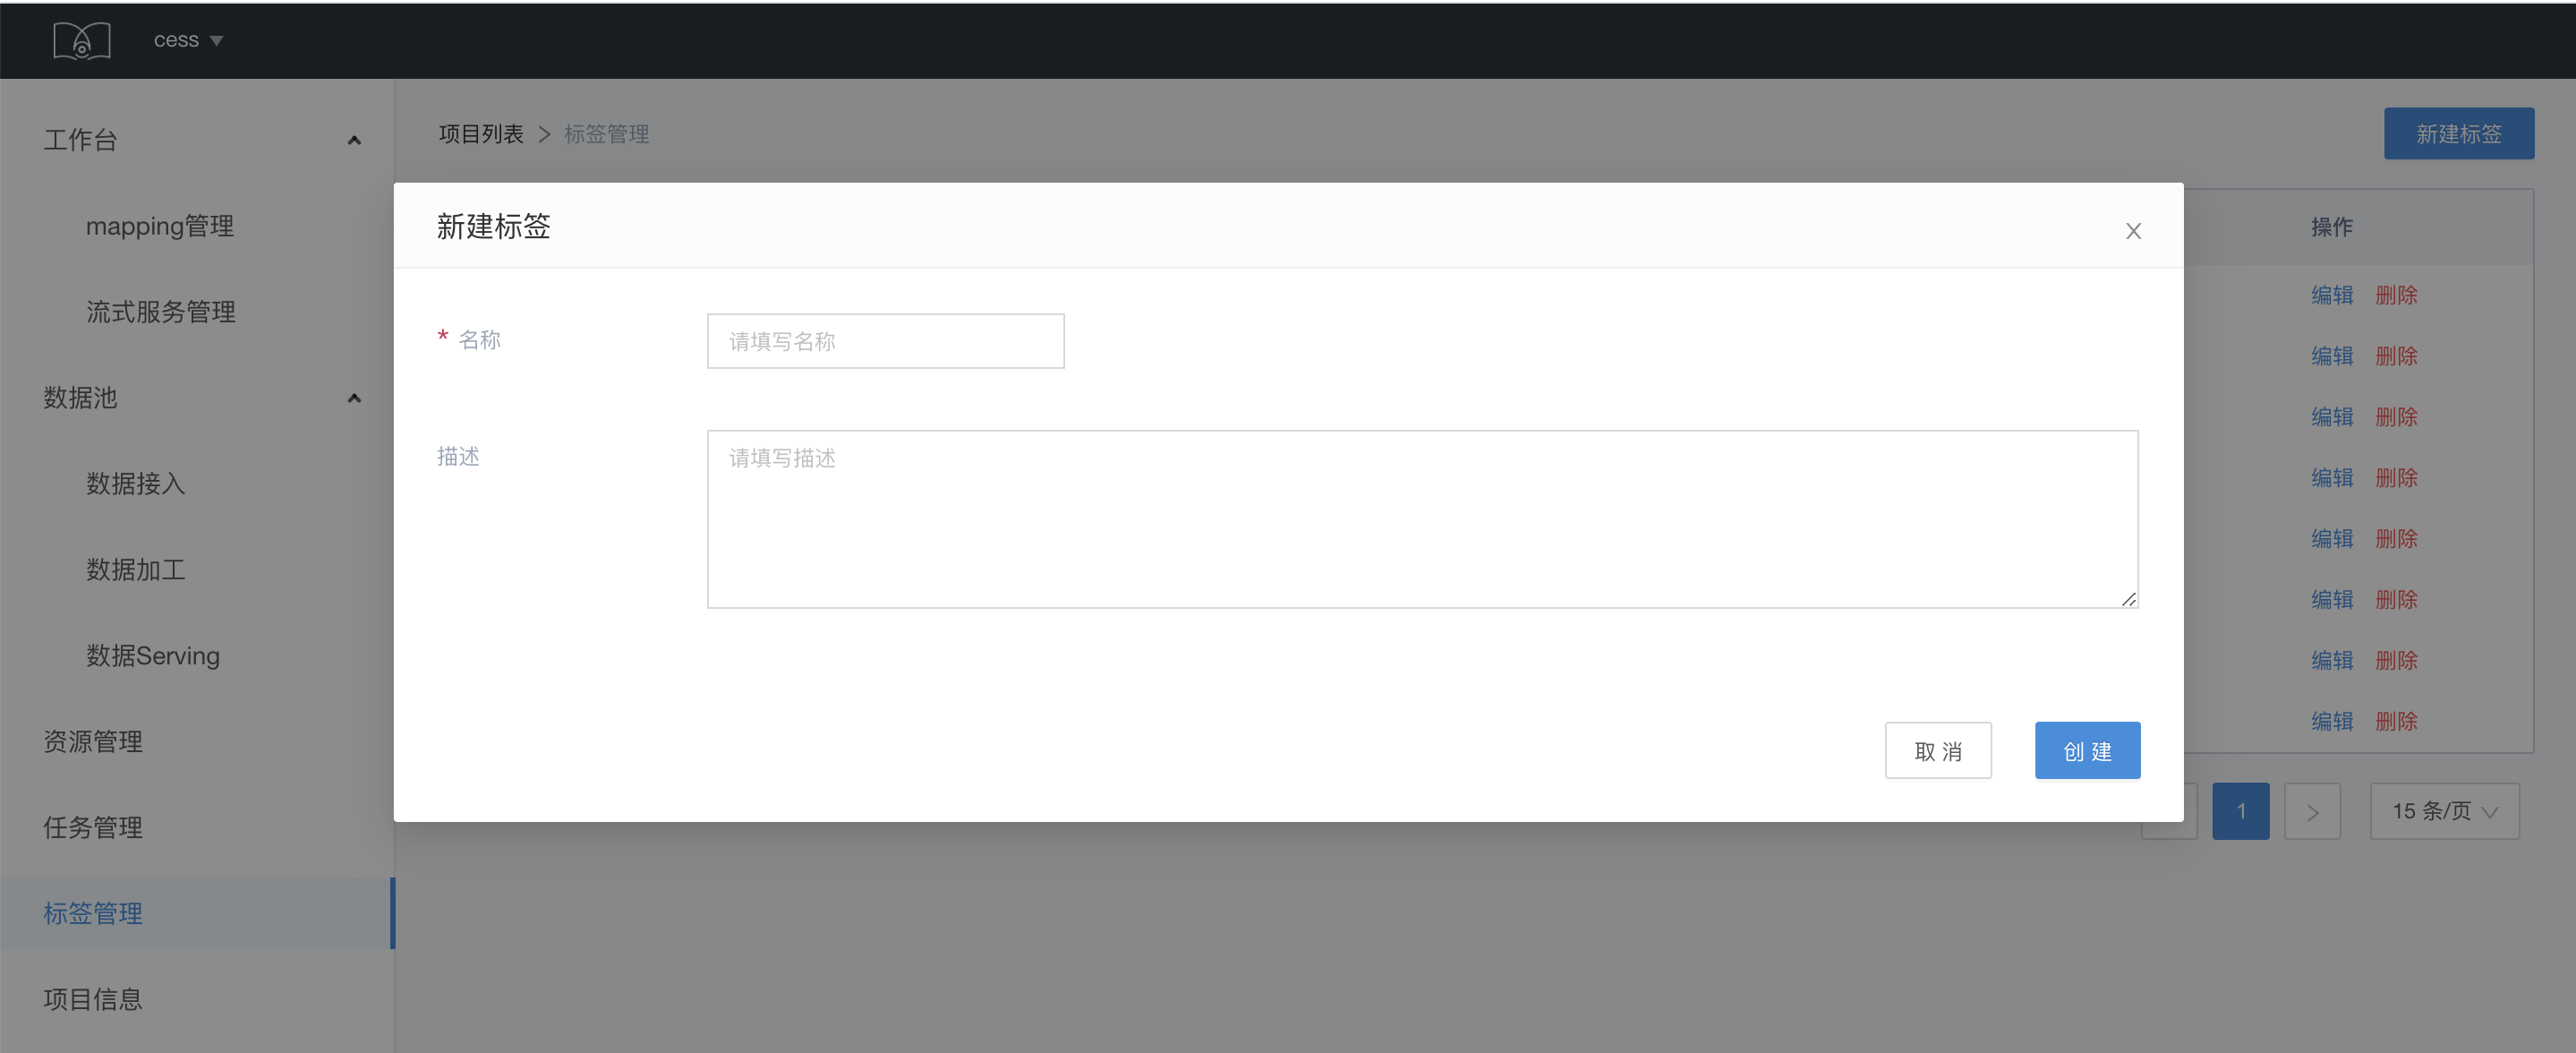 cess
工作台
mapping管理
流式服务管理
数据池
数据接入
数据加工
数据Serving
资源管理
任务管理
标签管理
项目信息
项目列表 > 标签管理
新建标签
新建标签
X
* 名称
请填写名称
描述
请填写描述
取 消
创 建
操作
编辑 删除
编辑 删除
编辑 删除
编辑 删除
编辑 删除
编辑 删除
编辑 删除
编辑 删除
1
>
15 条/页